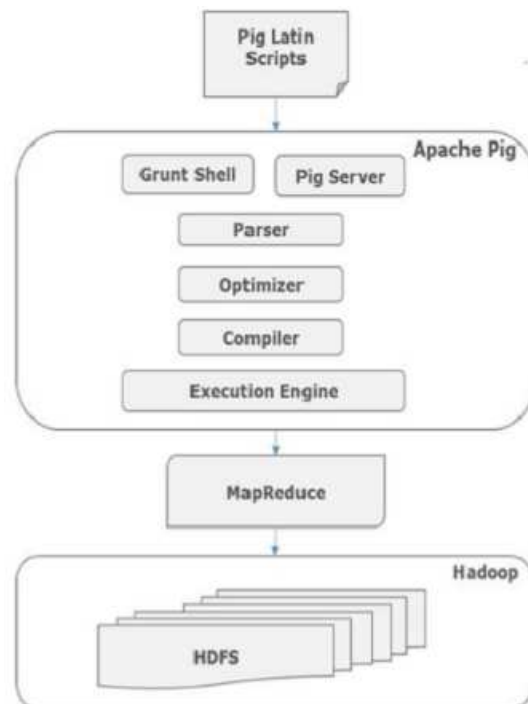 Pig Latin
Scripts
Apache Pig
Grunt Shell
Pig Server
Parser
Optimizer
Compiler
Execution Engine
MapReduce
Hadoop
HDFS